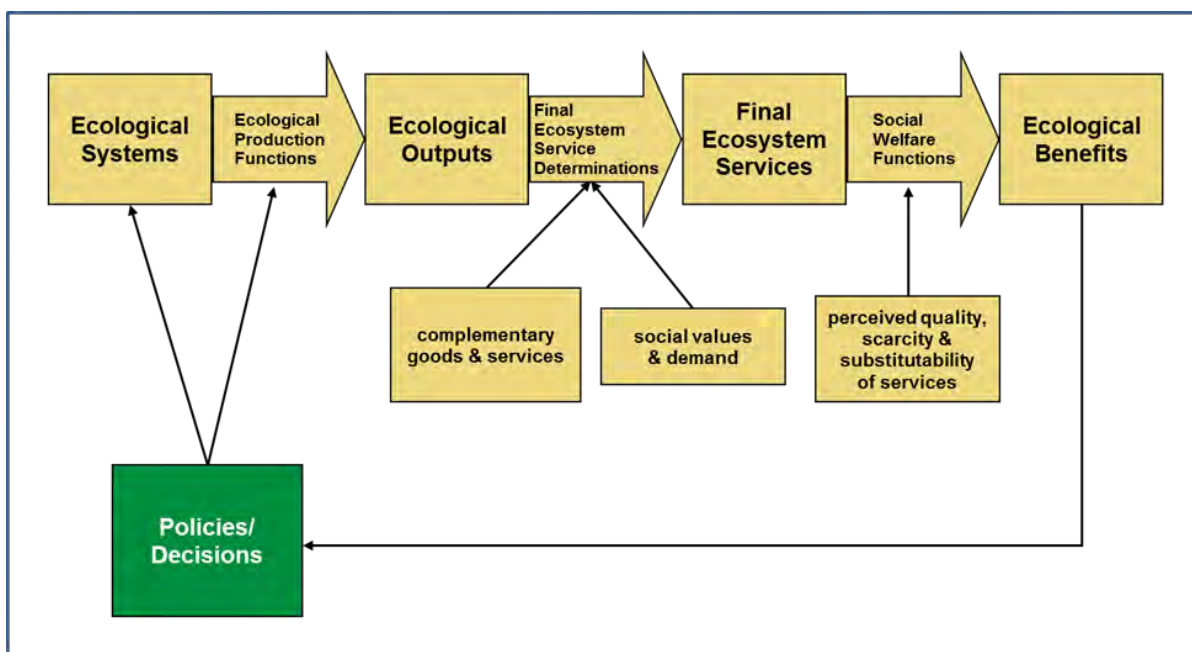 Ecological
Systems
Ecological
Production
Functions
Ecological
Outputs
Final
Ecosystem
Service
Determinations
Final
Ecosystem
Services
Social
Welfare
Functions
Ecological
Benefits
complementary
goods & services
social values
& demand
perceived quality,
scarcity &
substitutability
of services
Policies/
Decisions